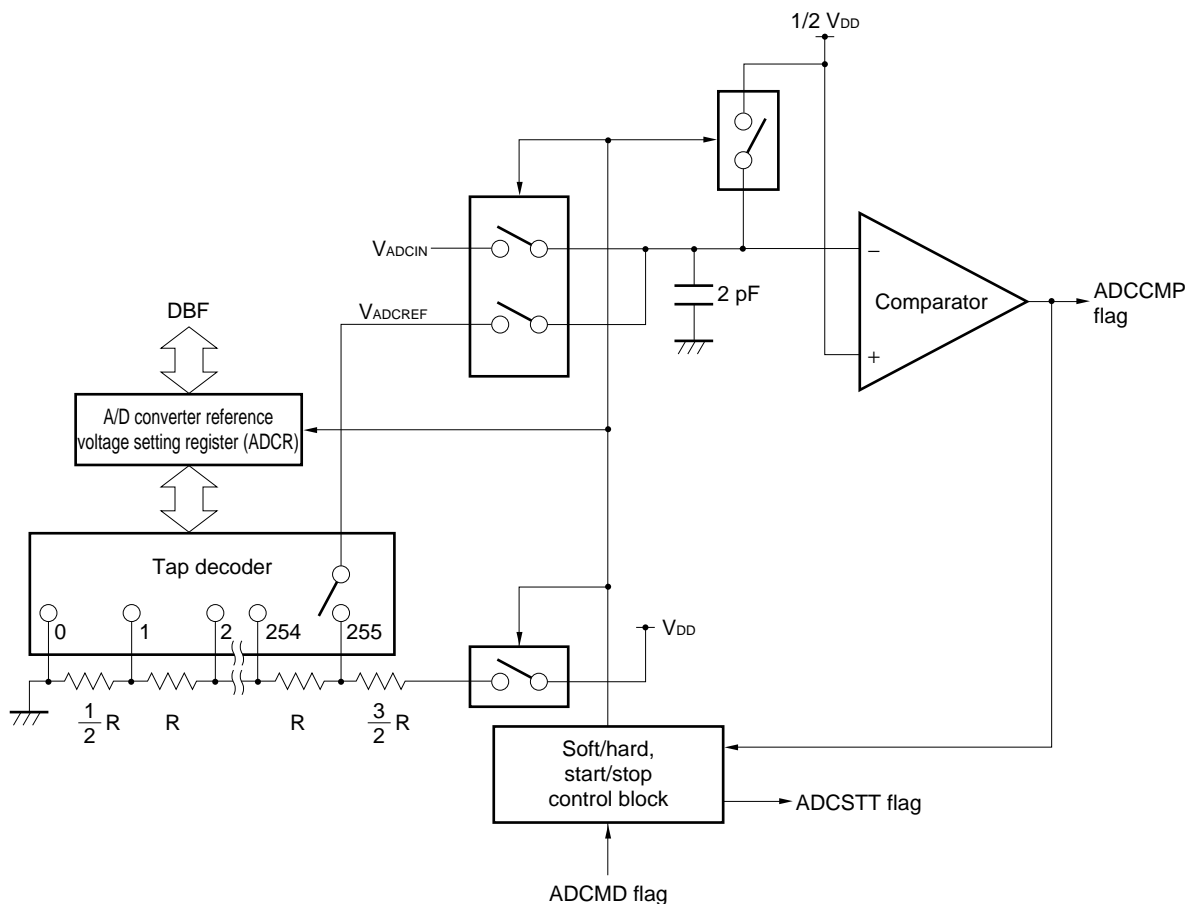 1/2 VDD
VADCIN
VADCREF
2 pF
−
Comparator
+
ADCCMP
flag
DBF
A/D converter reference
voltage setting register (ADCR)
Tap decoder
0
1
2
254
255
1/2 R
R
R
3/2 R
VDD
Soft/hard,
start/stop
control block
ADCSTT flag
ADCMD flag